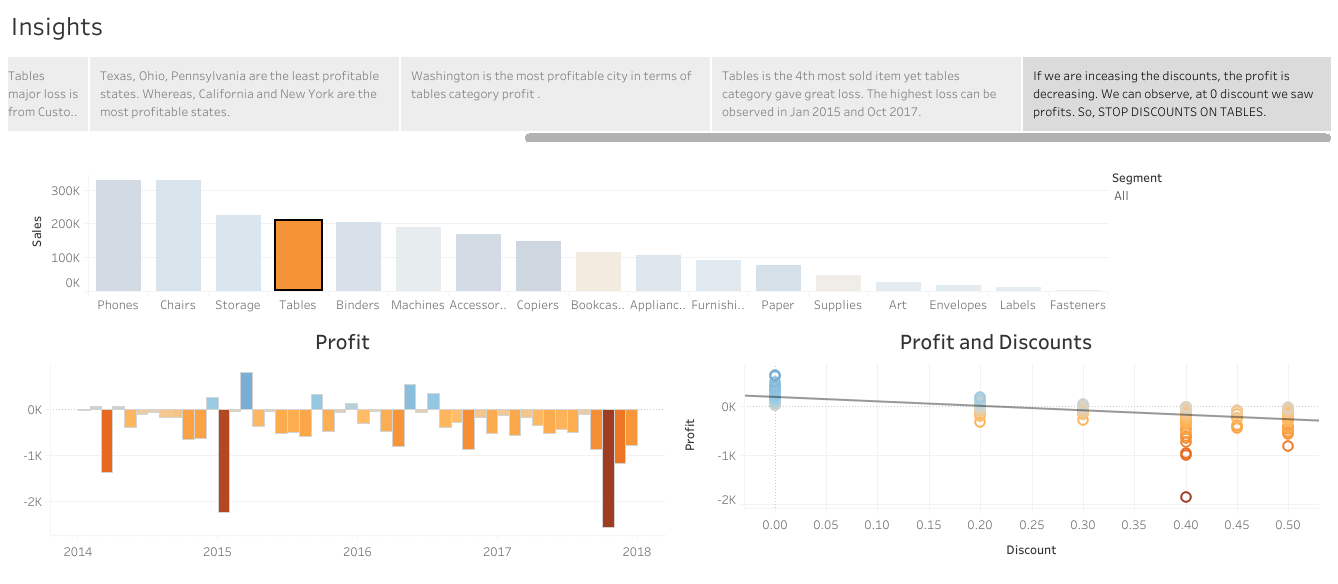 Insights
Tables
major loss is
from Custo..
Texas, Ohio, Pennsylvania are the least profitable
states. Whereas, California and New York are the
most profitable states.
Washington is the most profitable city in terms of
tables category profit .
Tables is the 4th most sold item yet tables
category gave great loss. The highest loss can be
observed in Jan 2015 and Oct 2017.
If we are inceasing the discounts, the profit is
decreasing. We can observe, at 0 discount we saw
profits. So, STOP DISCOUNTS ON TABLES.
Segment
All
Sales
300K
200K
100K
0K
Phones Chairs Storage Tables Binders Machines Accessor.. Copiers Bookcas.. Applianc.. Furnishi.. Paper Supplies Art Envelopes Labels Fasteners
Profit
0K
-1K
-2K
2014 2015 2016 2017 2018
Profit and Discounts
Profit
0K
-1K
-2K
0.00 0.05 0.10 0.15 0.20 0.25 0.30 0.35 0.40 0.45 0.50
Discount